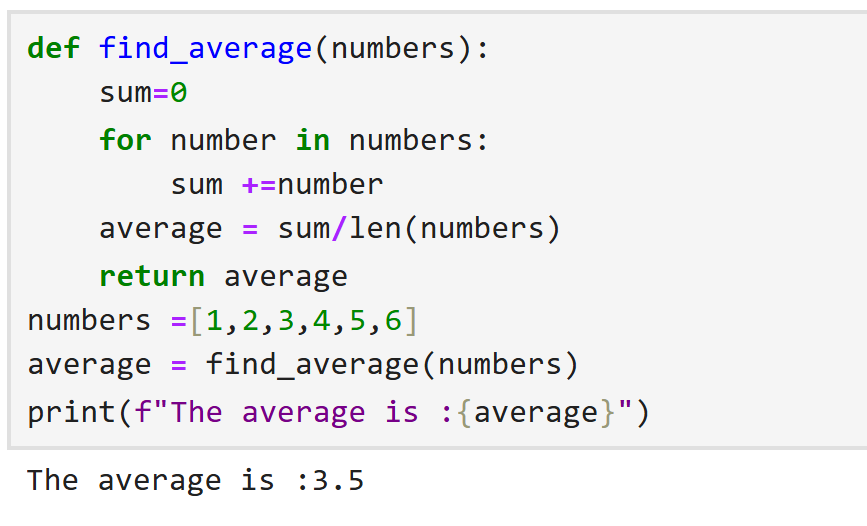 def find_average(numbers):
    sum=0
    for number in numbers:
        sum +=number
    average = sum/len(numbers)
    return average
numbers =[1,2,3,4,5,6]
average = find_average(numbers)
print(f"The average is :{average}")
The average is :3.5